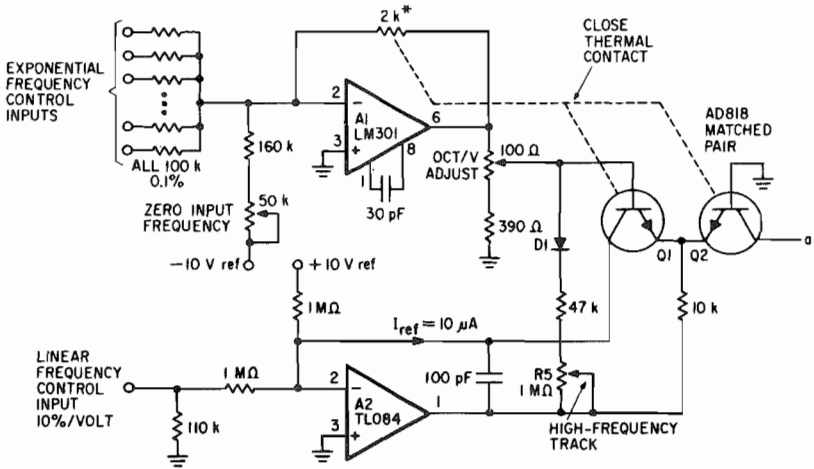 EXPONENTIAL
FREQUENCY
CONTROL
INPUTS
ALL 100 k
0.1%
160 k
50 k
ZERO INPUT
FREQUENCY
−10 V ref
+10 V ref
2 k*
2
−
3
+
A1
LM301
6
8
1
30 pF
OCT/V
ADJUST
100 Ω
390 Ω
CLOSE
THERMAL
CONTACT
AD818
MATCHED
PAIR
D1
Q1
Q2
a
47 k
10 k
1 MΩ
Iref = 10 µA
LINEAR
FREQUENCY
CONTROL
INPUT
10%/VOLT
1 MΩ
110 k
2
−
3
+
A2
TL084
1
100 pF
R5
1 MΩ
HIGH-FREQUENCY
TRACK